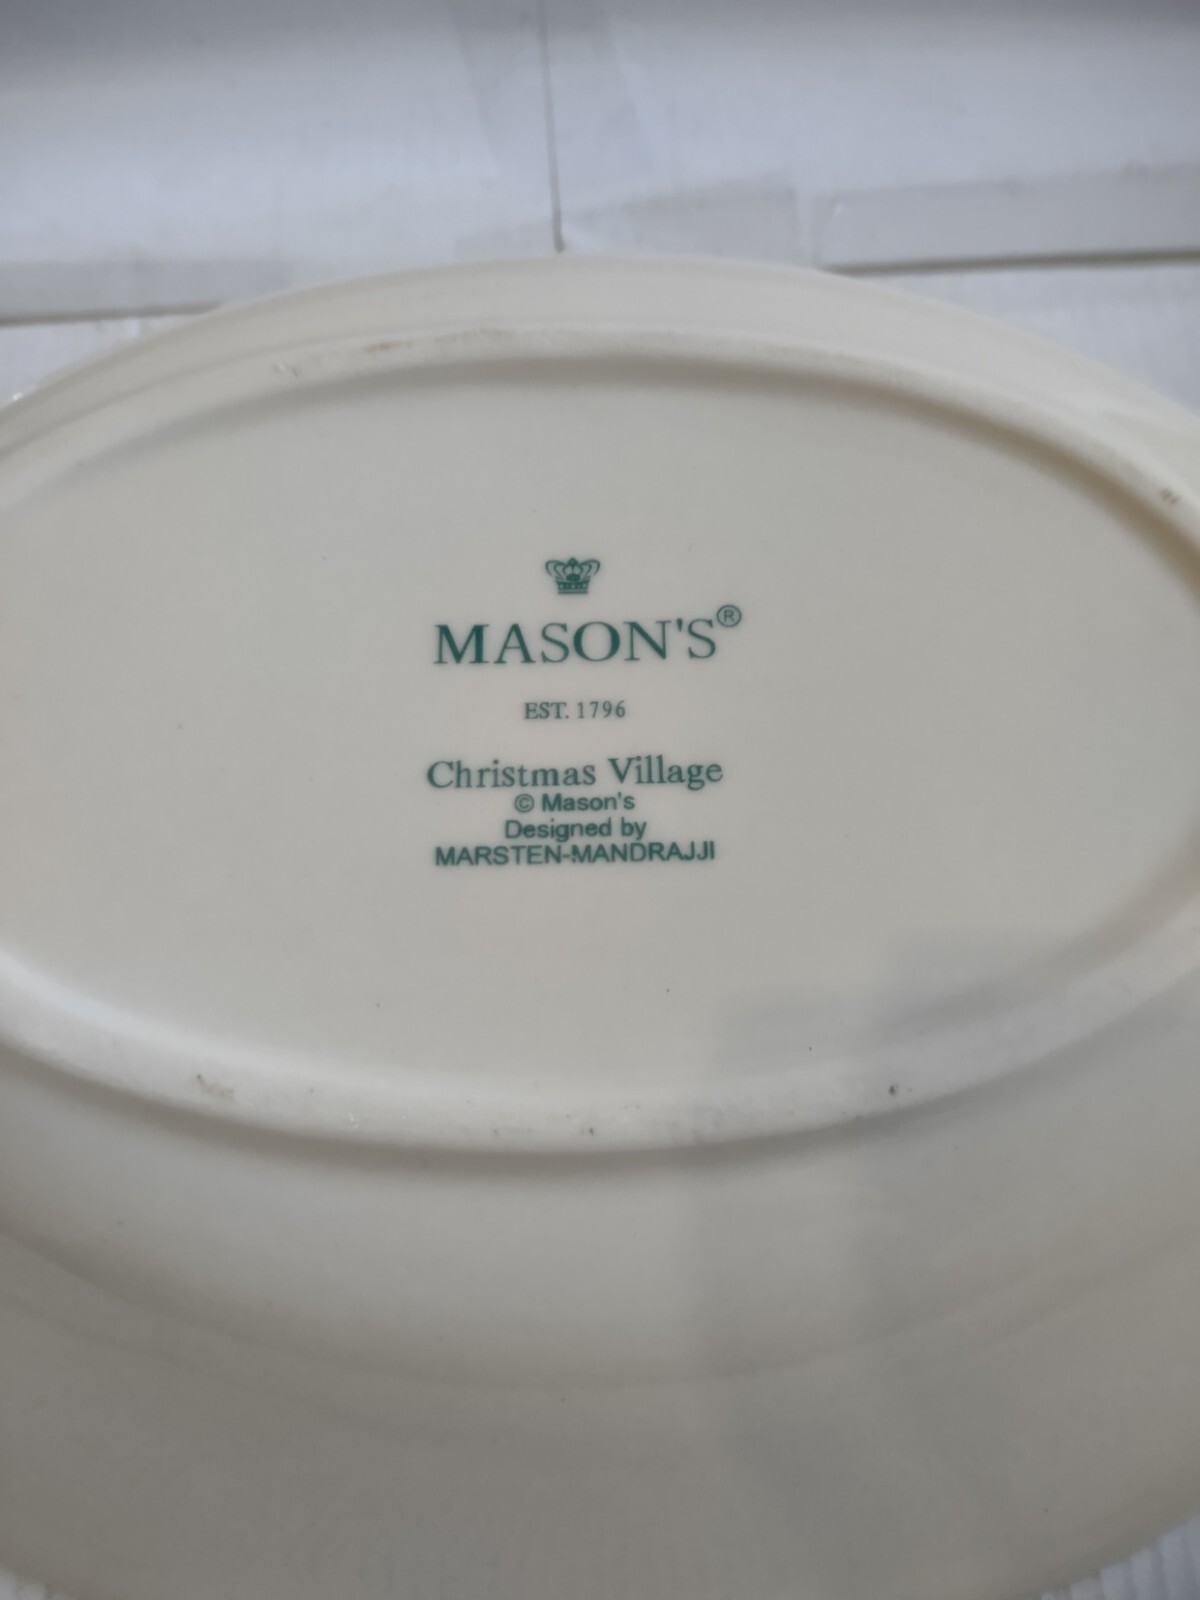 MASON'S®
EST. 1796
Christmas Village
© Mason's
Designed by
MARSTEN-MANDRAJJI